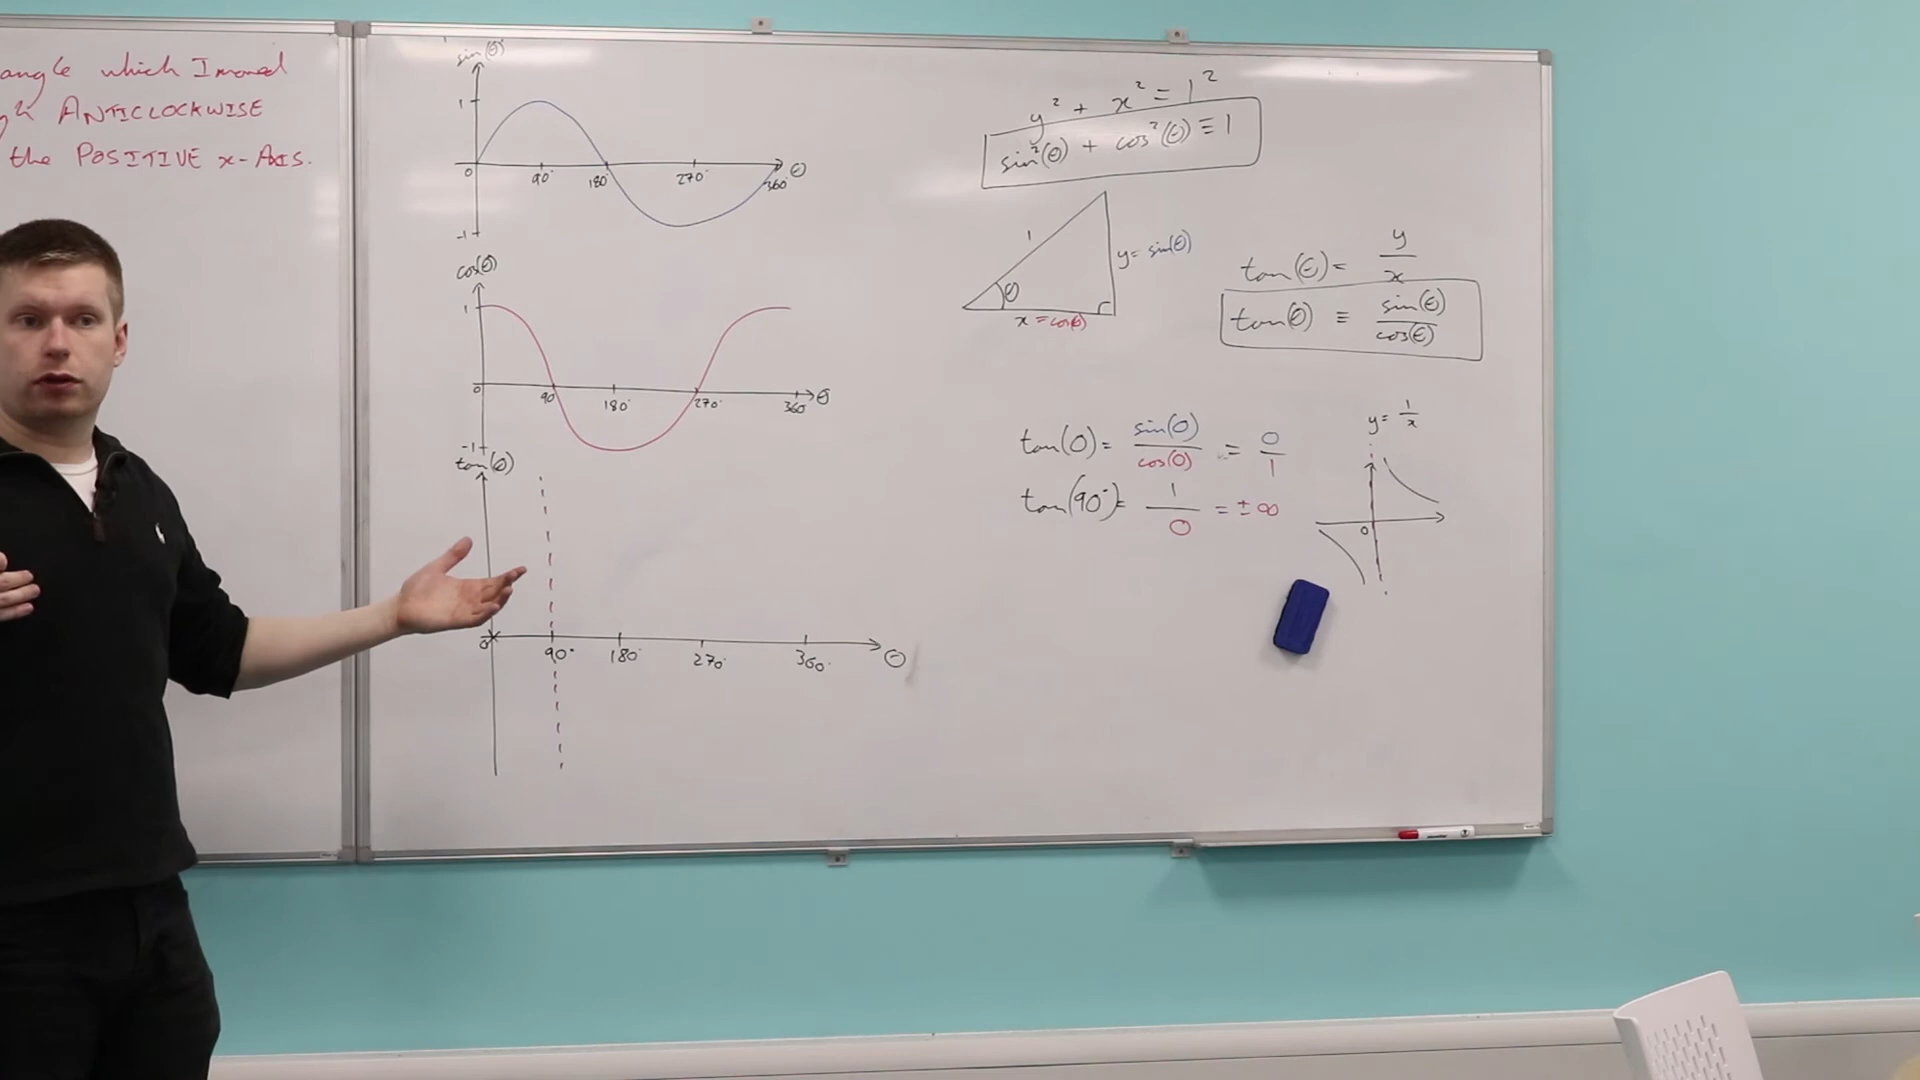 angle which I moved
ANTICLOCKWISE
the POSITIVE x-AXIS.
sin(θ)
1
0 90° 180° 270° 360° θ
-1
cos(θ)
1
0 90 180° 270° 360° θ
-1
tan(θ)
0 90° 180° 270° 360° θ
y² + x² = 1²
sin²(θ) + cos²(θ) ≡ 1
1
θ
y = sin(θ)
x = cos(θ)
tan(θ) = y/x
tan(θ) ≡ sin(θ)/cos(θ)
tan(0) = sin(0)/cos(0) = 0/1
tan(90°) = 1/0 = ±∞
y = 1/x
0